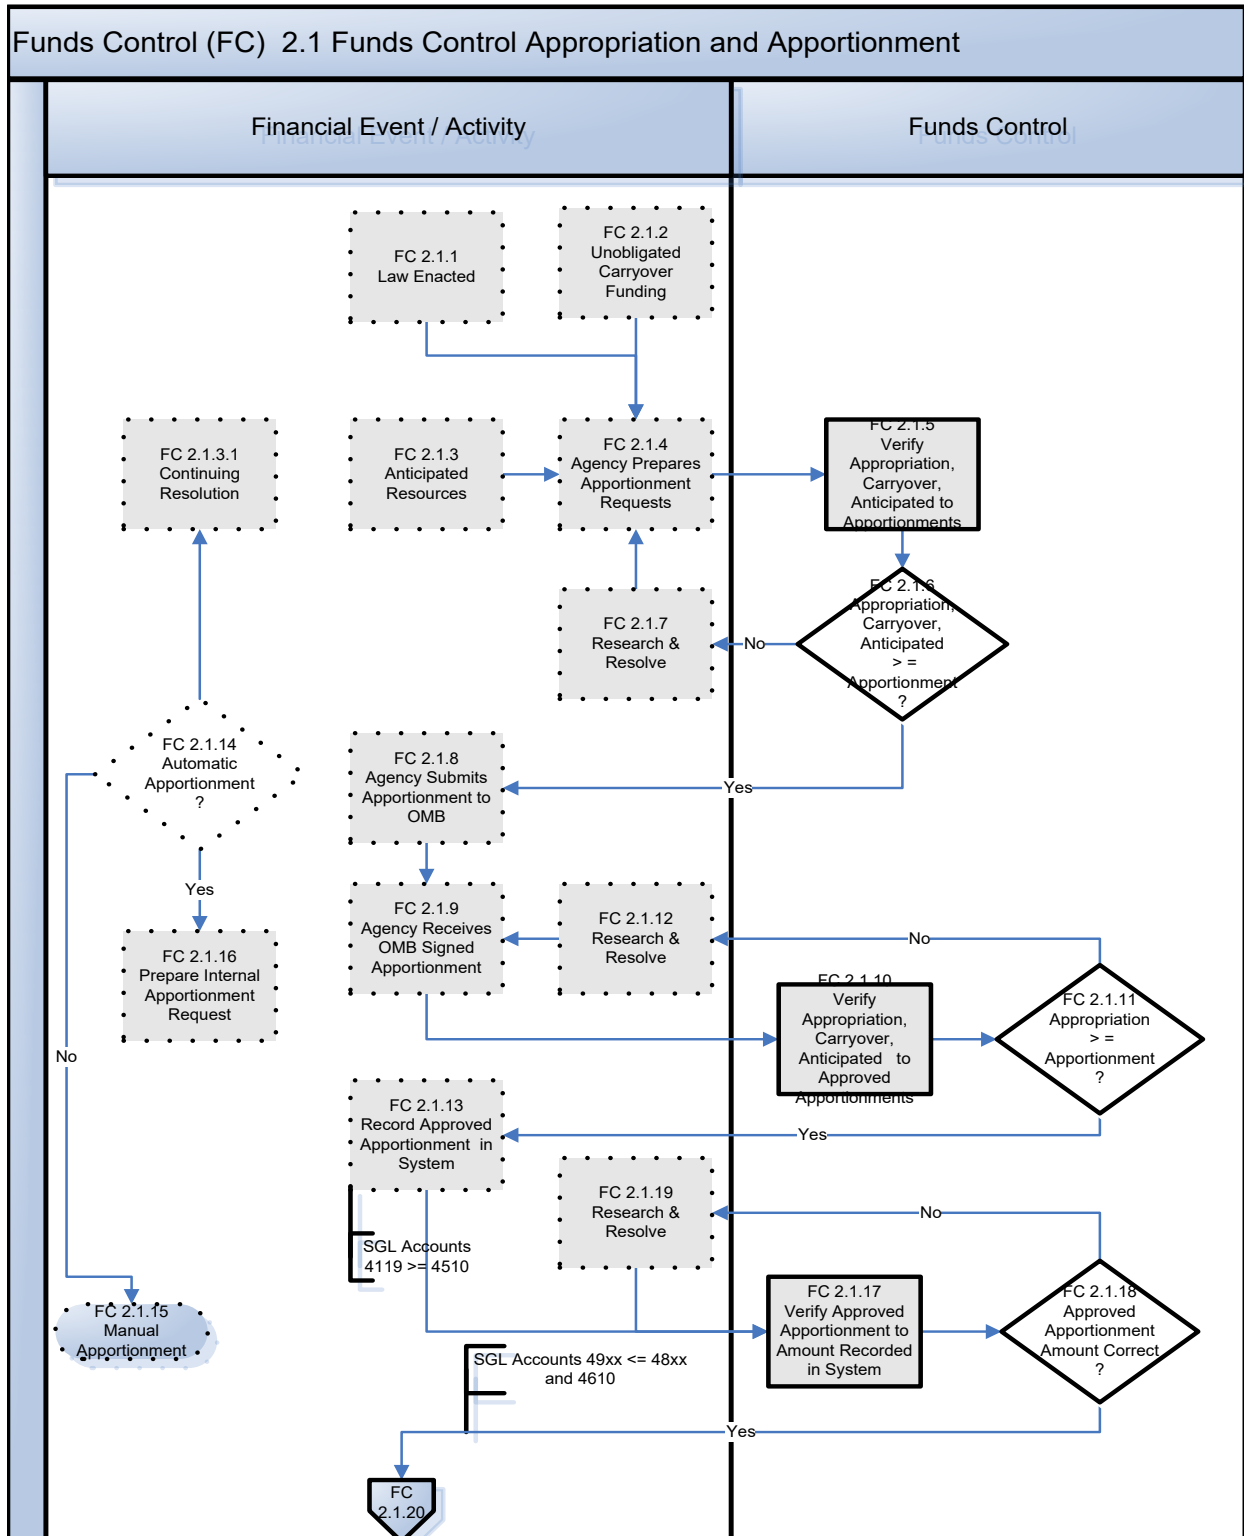 Funds Control (FC)  2.1 Funds Control Appropriation and Apportionment
Financial Event / Activity
Funds Control
FC 2.1.1
Law Enacted
FC 2.1.2
Unobligated
Carryover
Funding
FC 2.1.3.1
Continuing
Resolution
FC 2.1.3
Anticipated
Resources
FC 2.1.4
Agency Prepares
Apportionment
Requests
FC 2.1.5
Verify
Appropriation,
Carryover,
Anticipated to
Apportionments
FC 2.1.6
Appropriation,
Carryover,
Anticipated
> =
Apportionment
?
No
FC 2.1.7
Research &
Resolve
FC 2.1.14
Automatic
Apportionment
?
FC 2.1.8
Agency Submits
Apportionment to
OMB
Yes
Yes
FC 2.1.9
Agency Receives
OMB Signed
Apportionment
FC 2.1.12
Research &
Resolve
No
FC 2.1.16
Prepare Internal
Apportionment
Request
FC 2.1.10
Verify
Appropriation,
Carryover,
Anticipated   to
Approved
Apportionments
FC 2.1.11
Appropriation
> =
Apportionment
?
No
FC 2.1.13
Record Approved
Apportionment  in
System
Yes
FC 2.1.19
Research &
Resolve
No
SGL Accounts
4119 >= 4510
FC 2.1.15
Manual
Apportionment
FC 2.1.17
Verify Approved
Apportionment to
Amount Recorded
in System
FC 2.1.18
Approved
Apportionment
Amount Correct
?
SGL Accounts 49xx <= 48xx
and 4610
Yes
FC
2.1.20